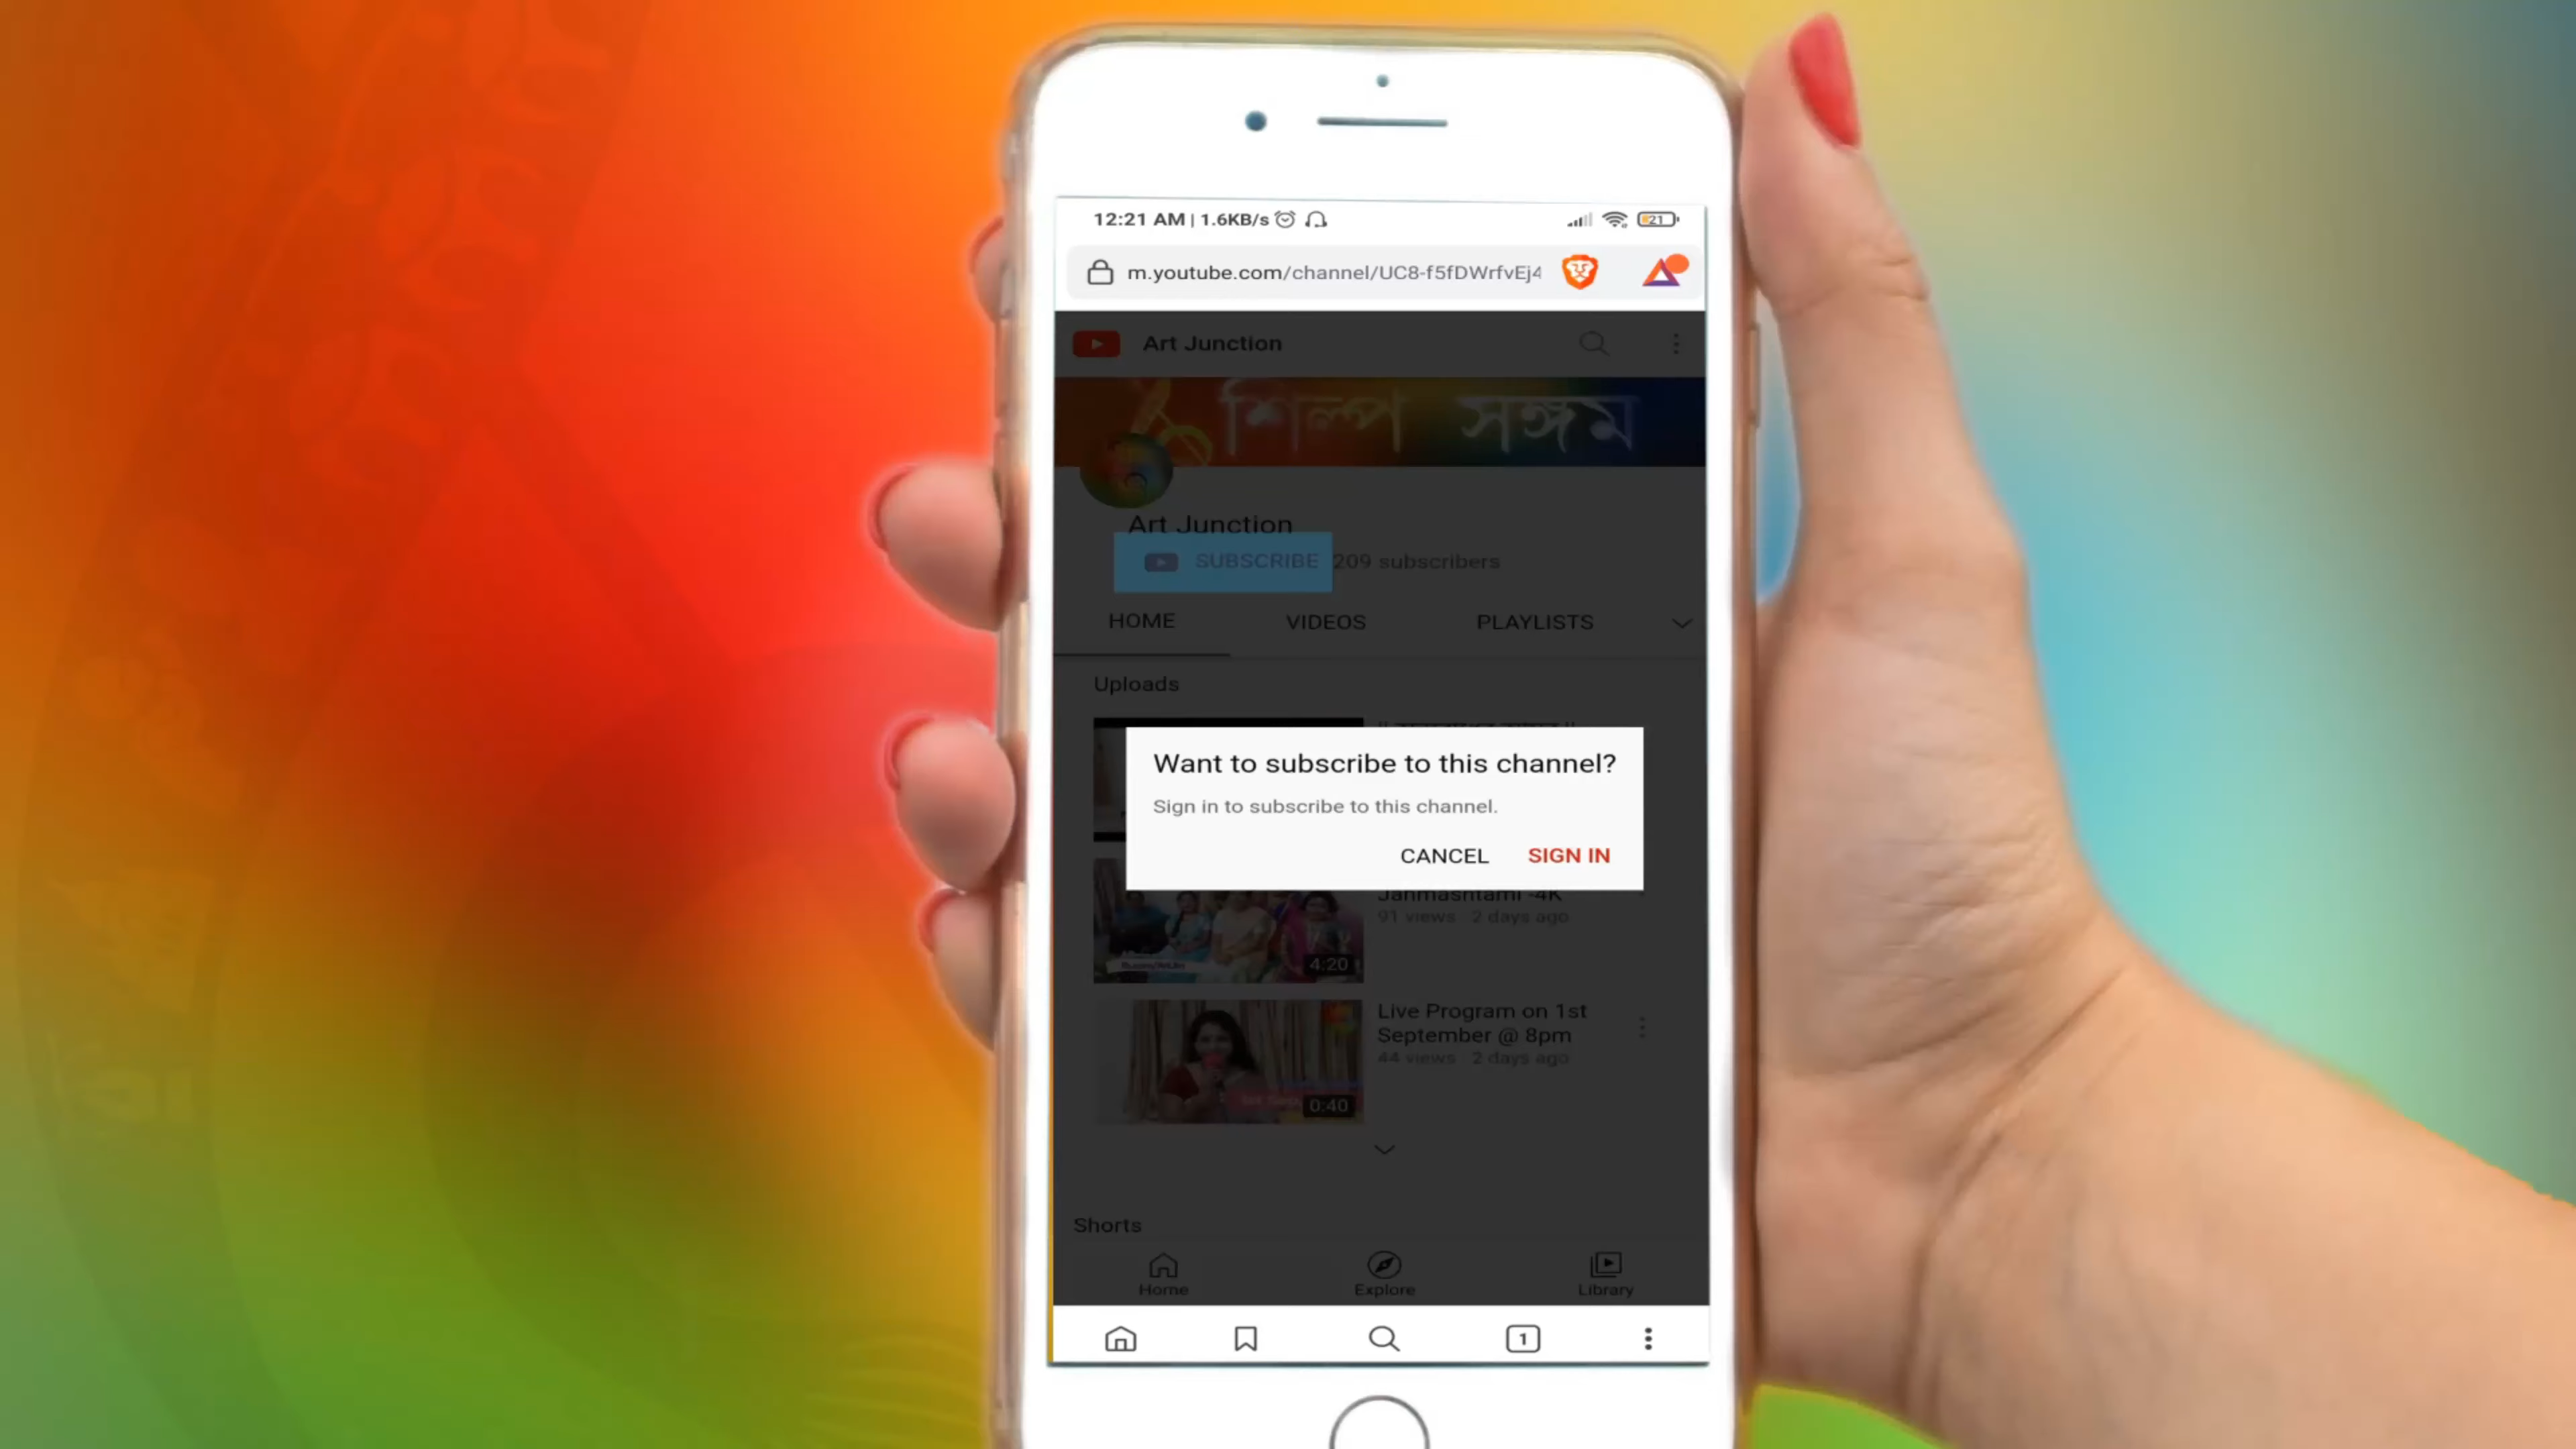 12:21 AM | 1.6KB/s
21
m.youtube.com/channel/UC8-f5fDWrfvEj4
Art Junction
শিল্প সঙ্গম
Art Junction
SUBSCRIBE 209 subscribers
HOME VIDEOS PLAYLISTS
Uploads
Want to subscribe to this channel?
Sign in to subscribe to this channel.
CANCEL SIGN IN
Janmashtami -4K
91 views 2 days ago
4:20
Live Program on 1st
September @ 8pm
44 views 2 days ago
0:40
Shorts
Home Explore Library
1